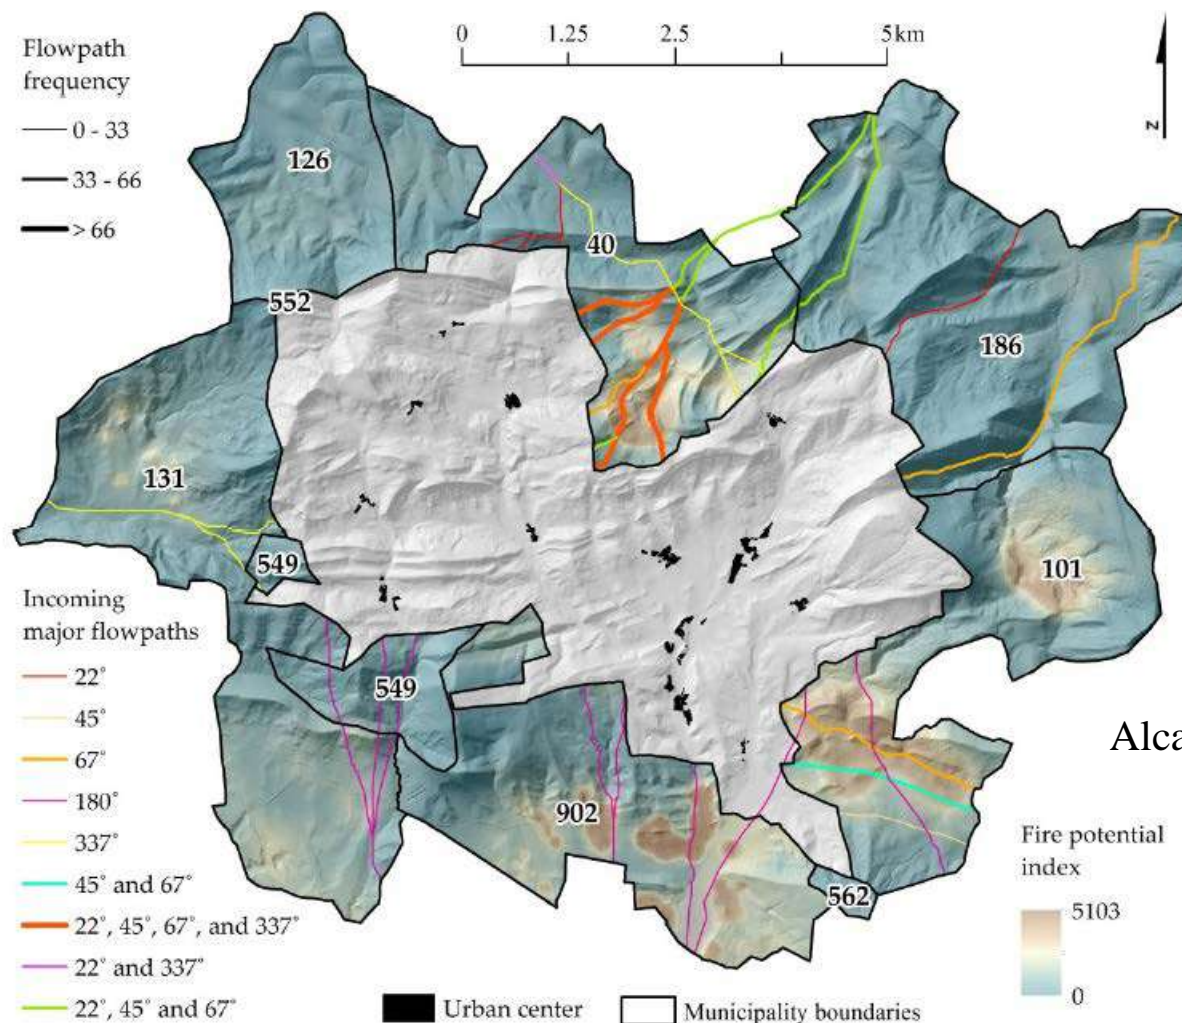 Flowpath
frequency
0 - 33
33 - 66
> 66
0
1.25
2.5
5km
N
126
40
552
186
131
549
101
549
902
562
Incoming
major flowpaths
22°
45°
67°
180°
337°
45° and 67°
22°, 45°, 67°, and 337°
22° and 337°
22°, 45° and 67°
Urban center
Municipality boundaries
Alca
Fire potential
index
5103
0